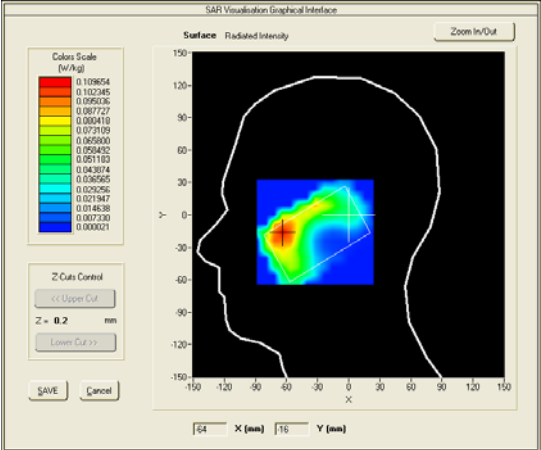 SAR Visualisation Graphical Interface
Surface Radiated Intensity
Zoom In/Out
Colors Scale
(W/kg)
0.109654
0.102345
0.095036
0.087727
0.080418
0.073109
0.065800
0.058492
0.051183
0.043874
0.036565
0.029256
0.021947
0.014638
0.007330
0.000021
Z-Cuts Control
<< Upper Cut
Z = 0.2 mm
Lower Cut >>
SAVE Cancel
150-
120-
90-
60-
30-
0-
-30-
-60-
-90-
-120-
-150-
Y
-150 -120 -90 -60 -30 0 30 60 90 120 150
X
-64 X (mm) -16 Y (mm)